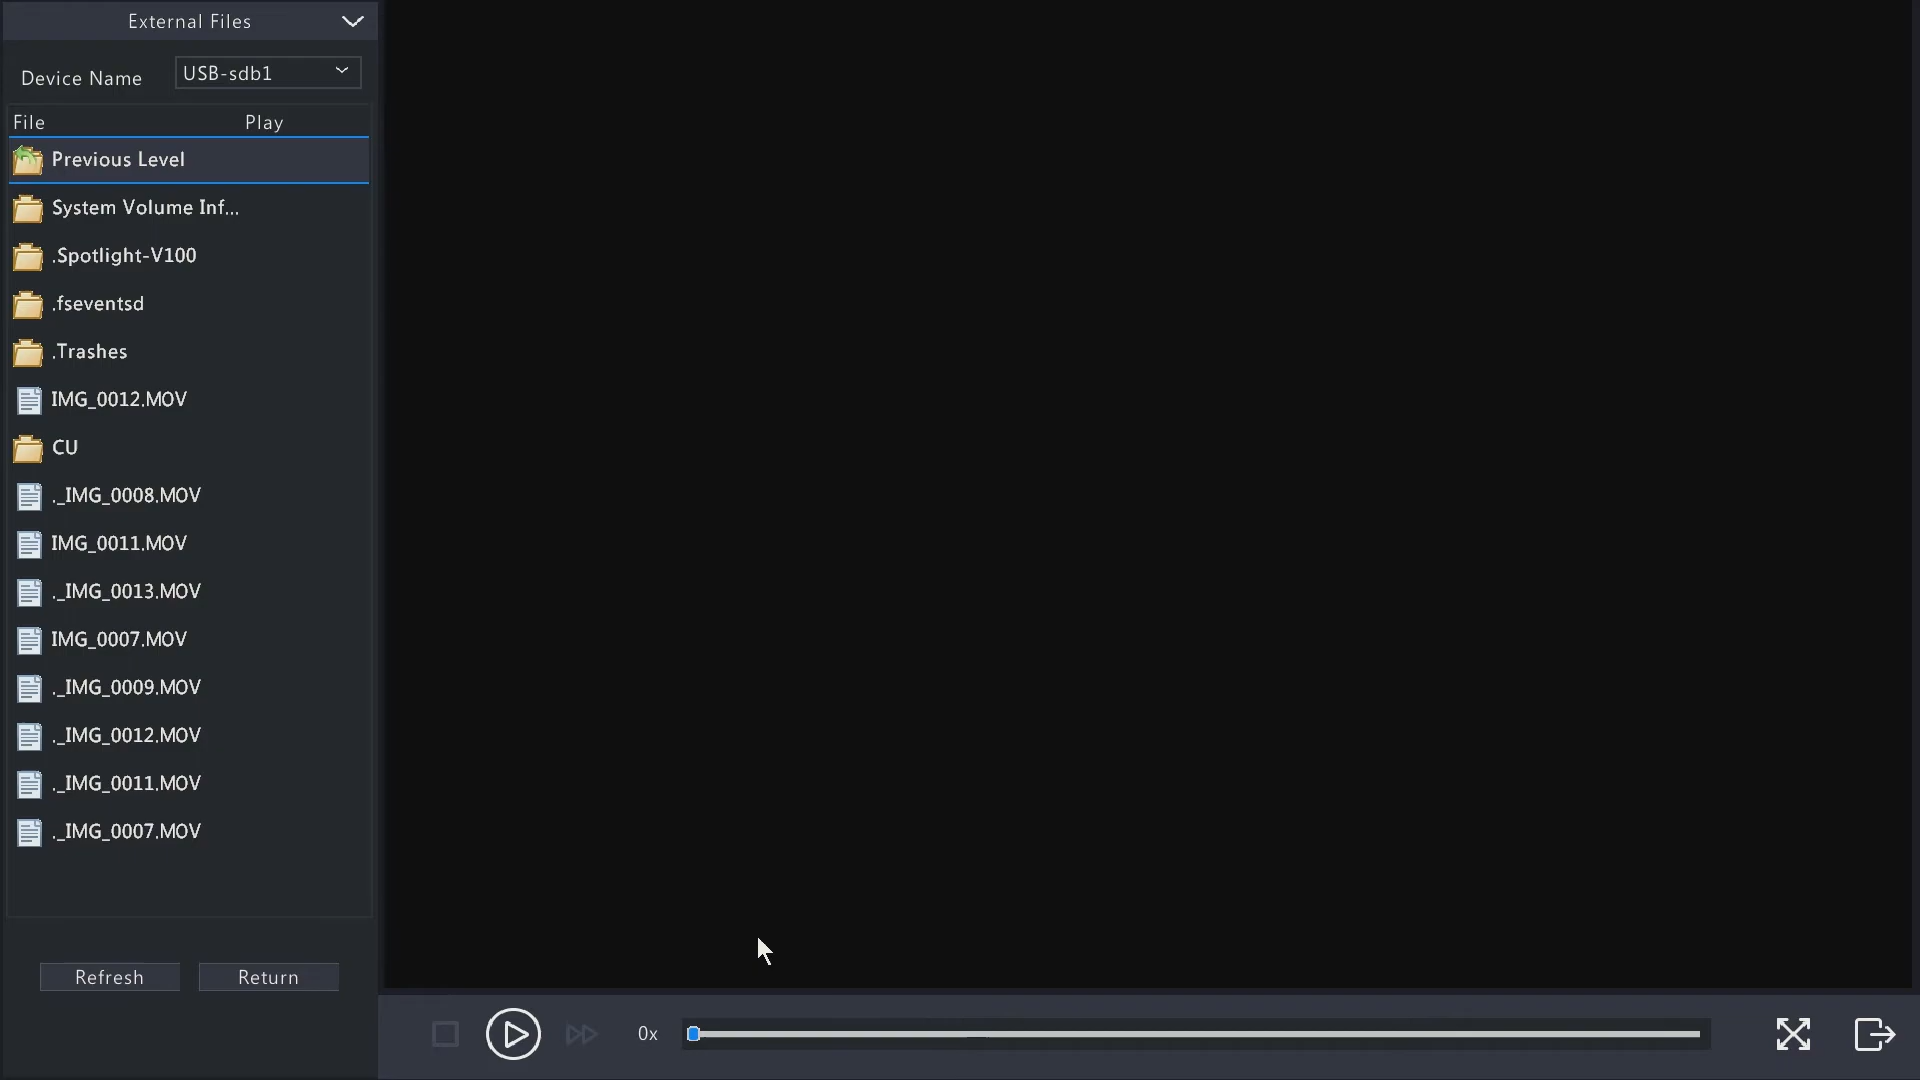 External Files
Device Name USB-sdb1
File Play
Previous Level
System Volume Inf...
.Spotlight-V100
.fseventsd
.Trashes
IMG_0012.MOV
CU
._IMG_0008.MOV
IMG_0011.MOV
._IMG_0013.MOV
IMG_0007.MOV
._IMG_0009.MOV
._IMG_0012.MOV
._IMG_0011.MOV
._IMG_0007.MOV
Refresh Return
0x